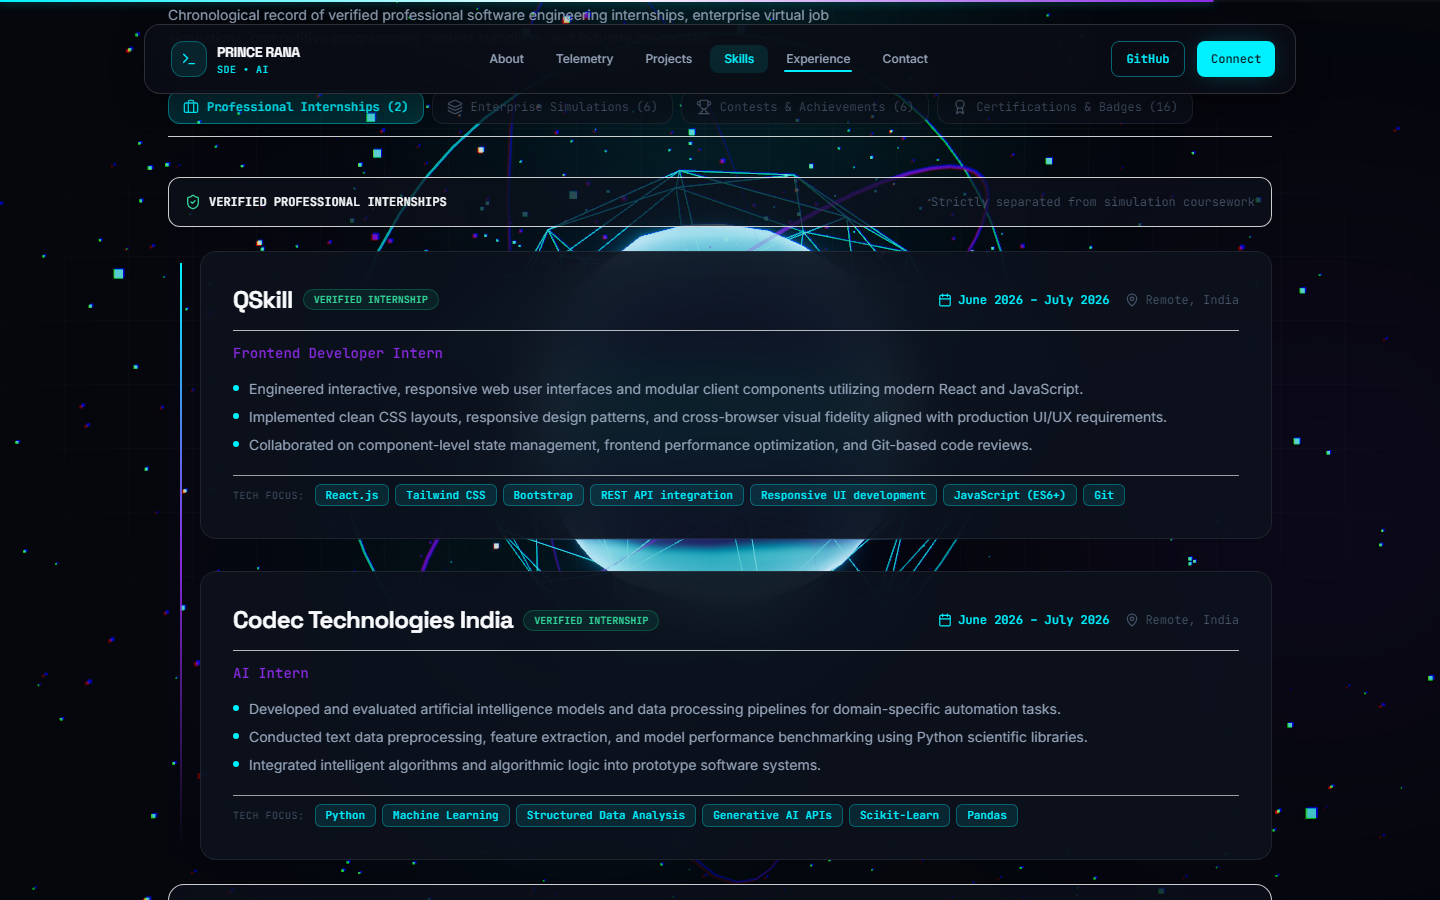 Chronological record of verified professional software engineering internships, enterprise virtual job
PRINCE RANA
SDE • AI
About
Telemetry
Projects
Skills
Experience
Contact
GitHub
Connect
Professional Internships (2)
Enterprise Simulations (6)
Contests & Achievements (6)
Certifications & Badges (16)
VERIFIED PROFESSIONAL INTERNSHIPS
Strictly separated from simulation coursework
QSkill
VERIFIED INTERNSHIP
June 2026 – July 2026
Remote, India
Frontend Developer Intern
Engineered interactive, responsive web user interfaces and modular client components utilizing modern React and JavaScript.
Implemented clean CSS layouts, responsive design patterns, and cross-browser visual fidelity aligned with production UI/UX requirements.
Collaborated on component-level state management, frontend performance optimization, and Git-based code reviews.
TECH FOCUS:
React.js
Tailwind CSS
Bootstrap
REST API integration
Responsive UI development
JavaScript (ES6+)
Git
Codec Technologies India
VERIFIED INTERNSHIP
June 2026 – July 2026
Remote, India
AI Intern
Developed and evaluated artificial intelligence models and data processing pipelines for domain-specific automation tasks.
Conducted text data preprocessing, feature extraction, and model performance benchmarking using Python scientific libraries.
Integrated intelligent algorithms and algorithmic logic into prototype software systems.
TECH FOCUS:
Python
Machine Learning
Structured Data Analysis
Generative AI APIs
Scikit-Learn
Pandas